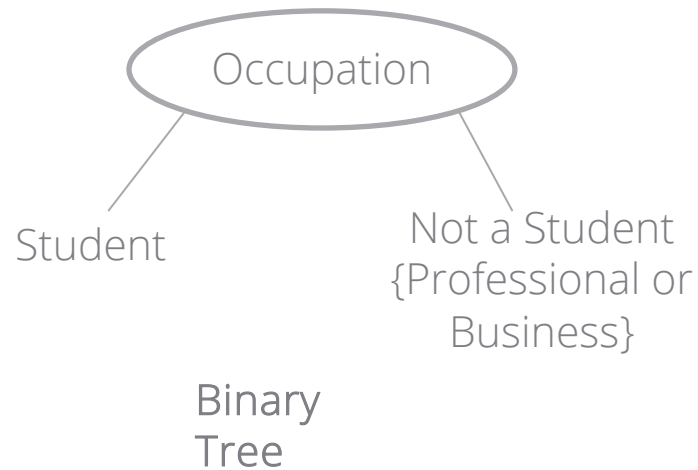 Occupation
Student
Not a Student
{Professional or
Business}
Binary
Tree